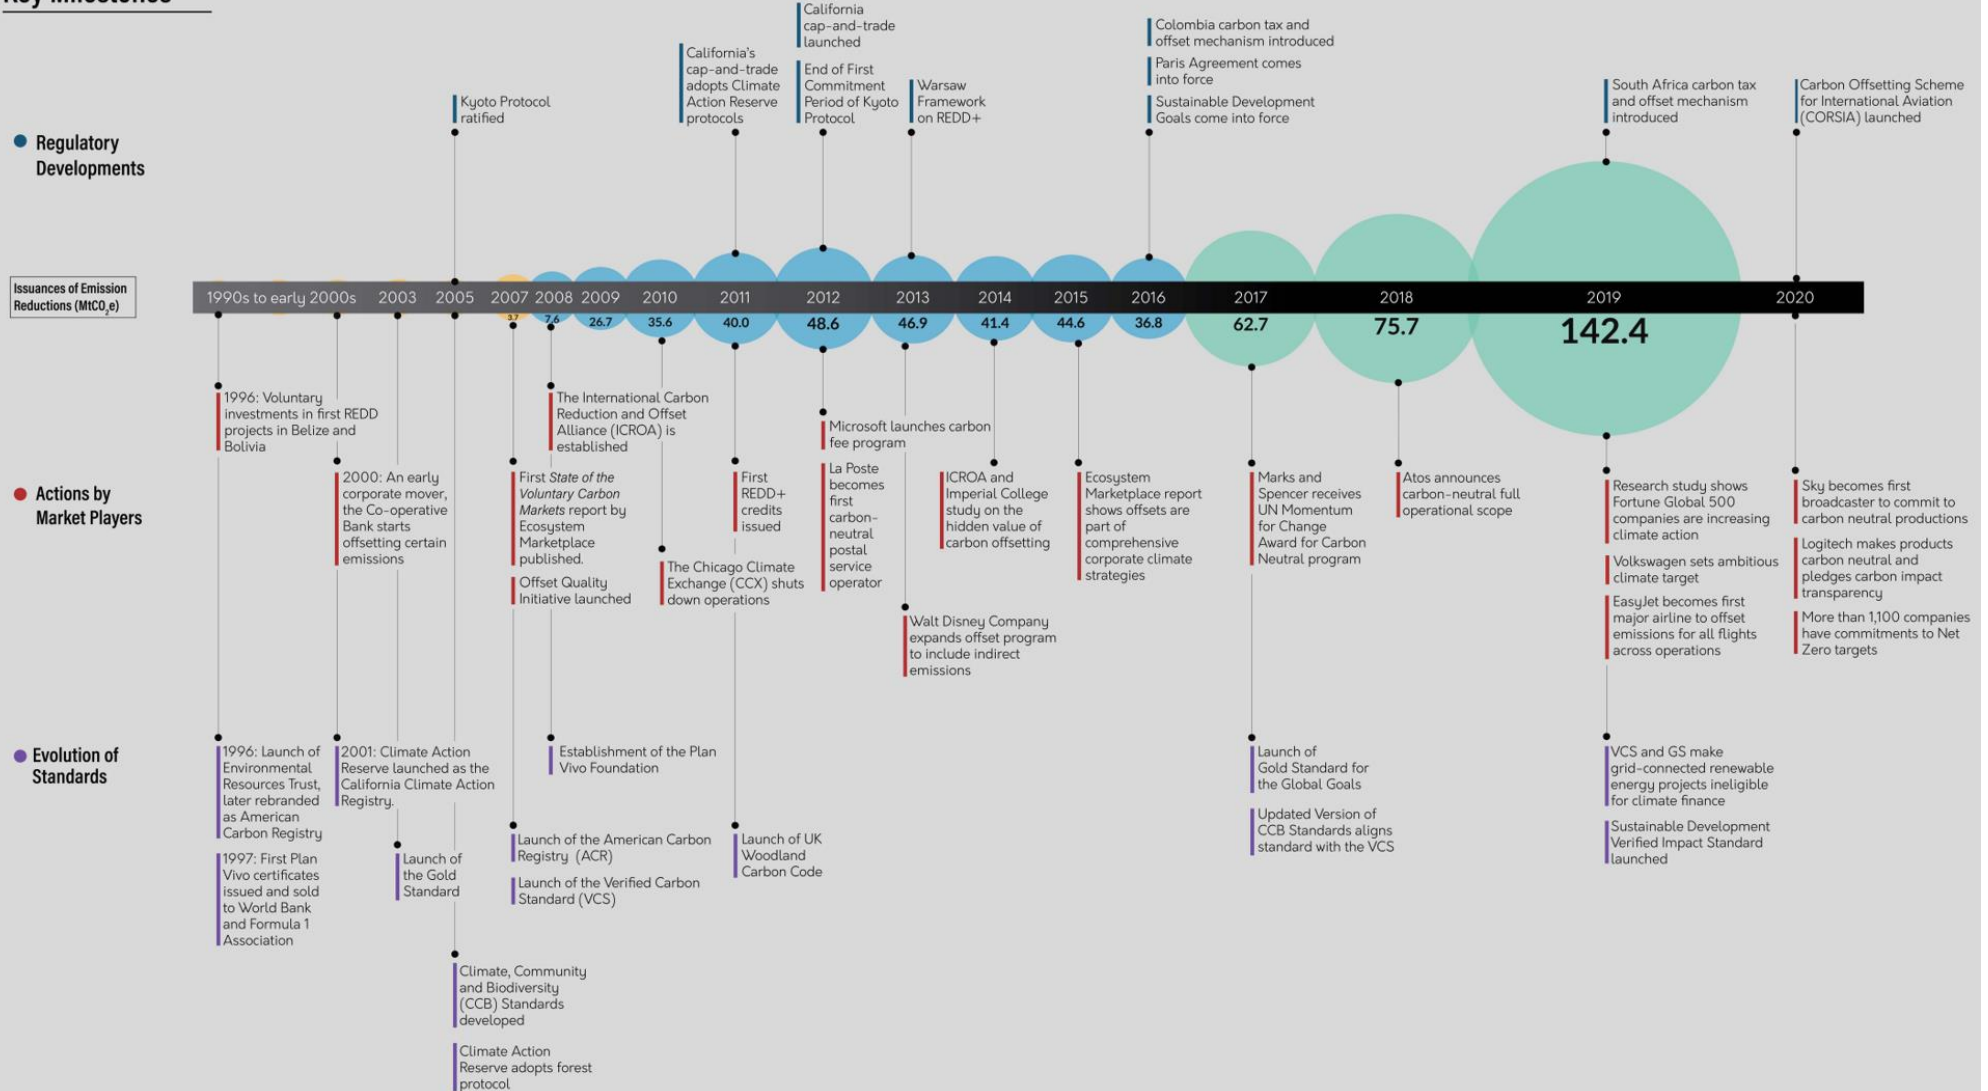 Key Milestones
California
cap-and-trade
launched
End of First
Commitment
Period of Kyoto
Protocol
California's
cap-and-trade
adopts Climate
Action Reserve
protocols
Kyoto Protocol
ratified
Warsaw
Framework
on REDD+
Colombia carbon tax and
offset mechanism introduced
Paris Agreement comes
into force
Sustainable Development
Goals come into force
South Africa carbon tax
and offset mechanism
introduced
Carbon Offsetting Scheme
for International Aviation
(CORSIA) launched
Regulatory
Developments
Issuances of Emission
Reductions (MtCO2e)
1990s to early 2000s 2003 2005 2007 2008 2009 2010 2011 2012 2013 2014 2015 2016 2017 2018 2019 2020
3.7 7.6 26.7 35.6 40.0 48.6 46.9 41.4 44.6 36.8 62.7 75.7 142.4
Actions by
Market Players
1996: Voluntary
investments in first REDD
projects in Belize and
Bolivia
2000: An early
corporate mover,
the Co-operative
Bank starts
offsetting certain
emissions
First State of the
Voluntary Carbon
Markets report by
Ecosystem
Marketplace
published.
Offset Quality
Initiative launched
The International Carbon
Reduction and Offset
Alliance (ICROA) is
established
The Chicago Climate
Exchange (CCX) shuts
down operations
First
REDD+
credits
issued
Microsoft launches carbon
fee program
La Poste
becomes
first
carbon-
neutral
postal
service
operator
Walt Disney Company
expands offset program
to include indirect
emissions
ICROA and
Imperial College
study on the
hidden value of
carbon offsetting
Ecosystem
Marketplace report
shows offsets are
part of
comprehensive
corporate climate
strategies
Marks and
Spencer receives
UN Momentum
for Change
Award for Carbon
Neutral program
Atos announces
carbon-neutral full
operational scope
Research study shows
Fortune Global 500
companies are increasing
climate action
Volkswagen sets ambitious
climate target
EasyJet becomes first
major airline to offset
emissions for all flights
across operations
Sky becomes first
broadcaster to commit to
carbon neutral productions
Logitech makes products
carbon neutral and
pledges carbon impact
transparency
More than 1,100 companies
have commitments to Net
Zero targets
Evolution of
Standards
1996: Launch of
Environmental
Resources Trust,
later rebranded
as American
Carbon Registry
1997: First Plan
Vivo certificates
issued and sold
to World Bank
and Formula 1
Association
2001: Climate Action
Reserve launched as the
California Climate Action
Registry.
Launch of
the Gold
Standard
Climate, Community
and Biodiversity
(CCB) Standards
developed
Climate Action
Reserve adopts forest
protocol
Launch of the American Carbon
Registry (ACR)
Launch of the Verified Carbon
Standard (VCS)
Establishment of the Plan
Vivo Foundation
Launch of UK
Woodland
Carbon Code
Launch of
Gold Standard for
the Global Goals
Updated Version of
CCB Standards aligns
standard with the VCS
VCS and GS make
grid-connected renewable
energy projects ineligible
for climate finance
Sustainable Development
Verified Impact Standard
launched